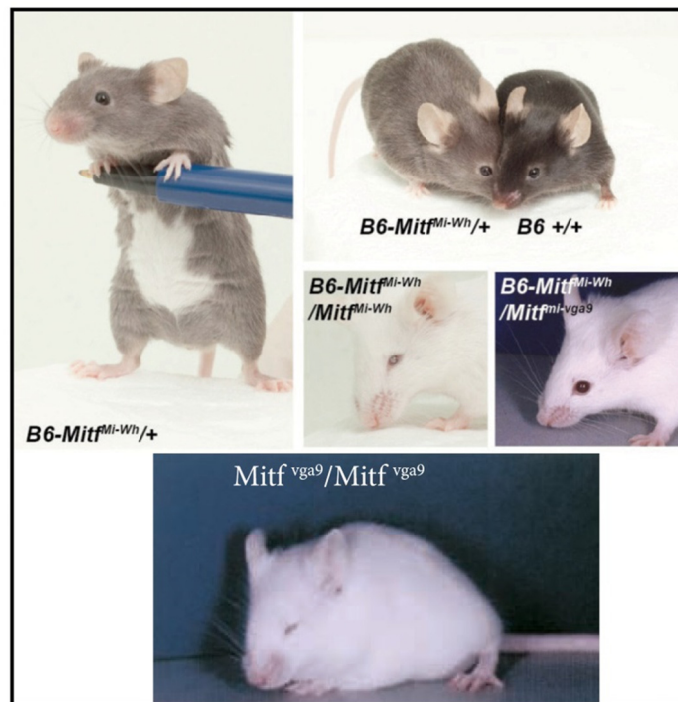 B6-Mitf^Mi-Wh/+ B6 +/+
B6-Mitf^Mi-Wh
/Mitf^Mi-Wh
B6-Mitf^Mi-Wh
/Mitf^mi-vga9
B6-Mitf^Mi-Wh/+
Mitf ^vga9/Mitf ^vga9